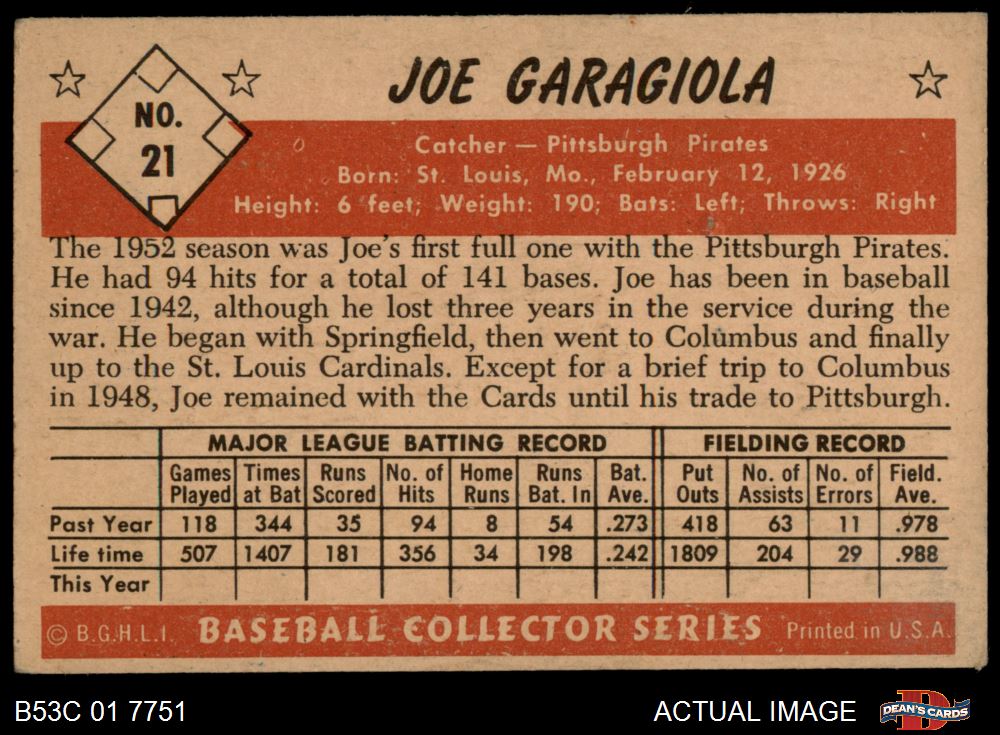 JOE GARAGIOLA
NO.
21
Catcher — Pittsburgh Pirates
Born: St. Louis, Mo., February 12, 1926
Height: 6 feet; Weight: 190; Bats: Left; Throws: Right
The 1952 season was Joe's first full one with the Pittsburgh Pirates.
He had 94 hits for a total of 141 bases. Joe has been in baseball
since 1942, although he lost three years in the service during the
war. He began with Springfield, then went to Columbus and finally
up to the St. Louis Cardinals. Except for a brief trip to Columbus
in 1948, Joe remained with the Cards until his trade to Pittsburgh.
MAJOR LEAGUE BATTING RECORD FIELDING RECORD
Games Times Runs No. of Home Runs Bat. Put No. of No. of Field.
Played at Bat Scored Hits Runs Bat. In Ave. Outs Assists Errors Ave.
Past Year 118 344 35 94 8 54 .273 418 63 11 .978
Life time 507 1407 181 356 34 198 .242 1809 204 29 .988
This Year
© B.G.H.L.I. BASEBALL COLLECTOR SERIES Printed in U.S.A.
B53C 01 7751 ACTUAL IMAGE D DEAN'S CARDS